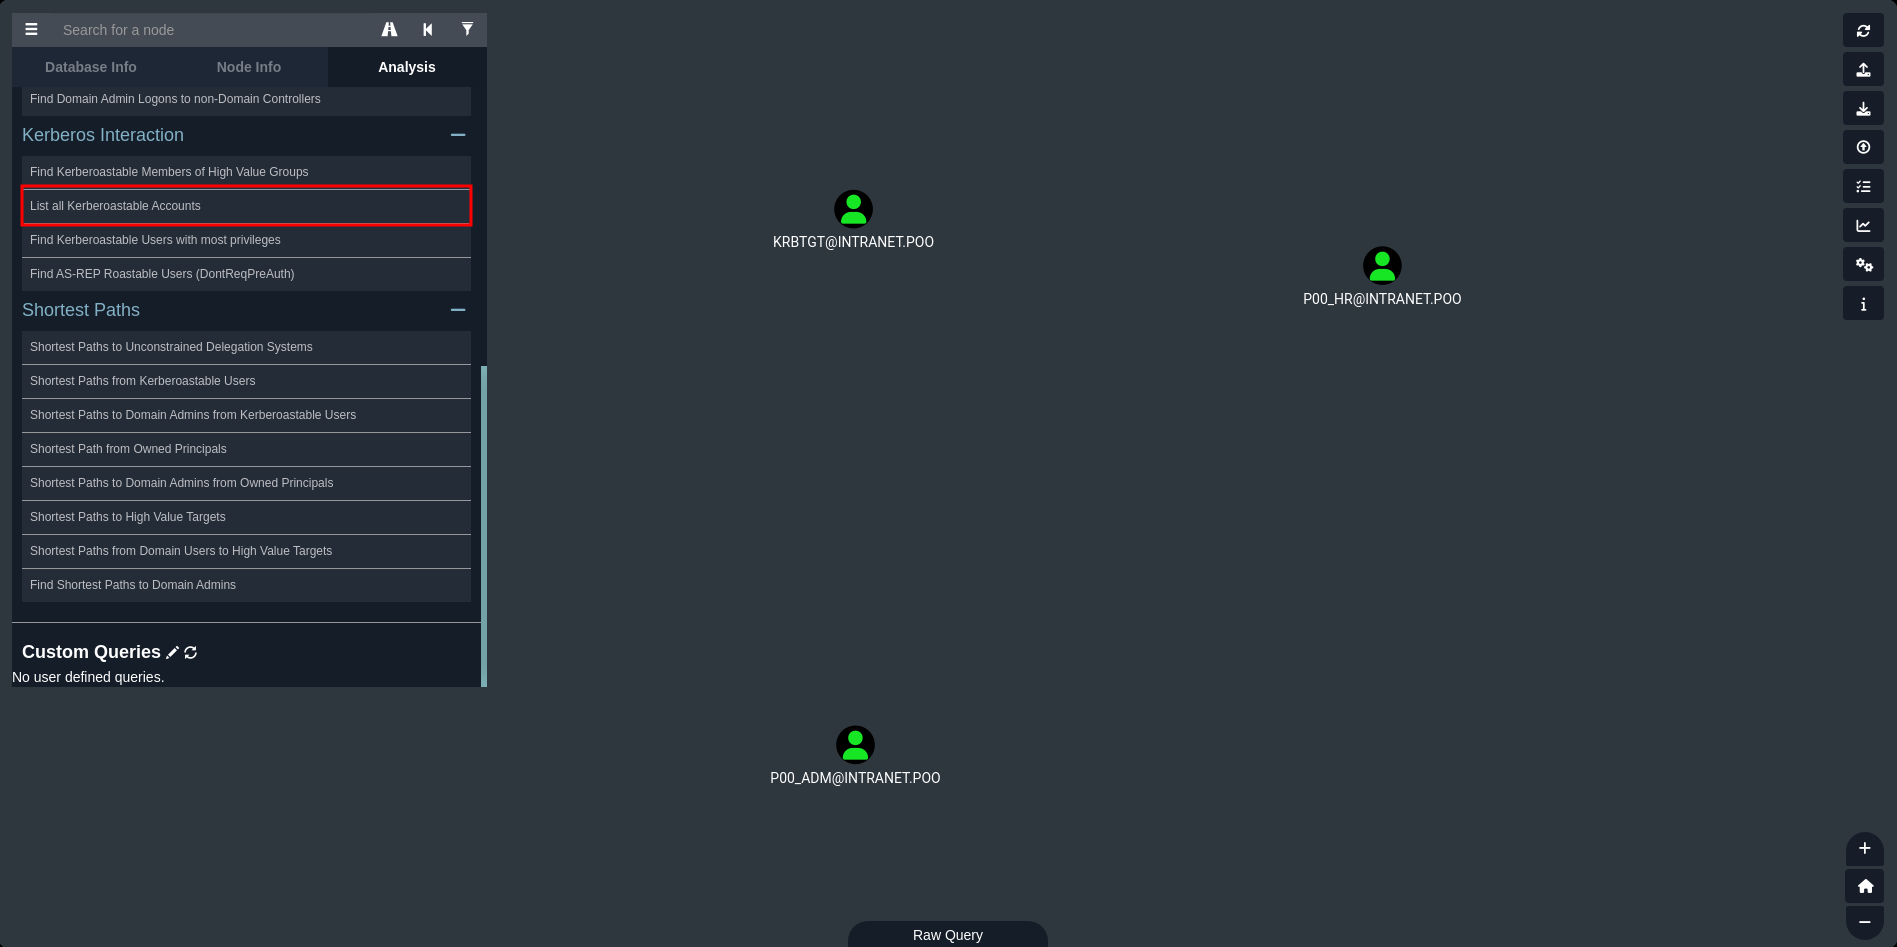 Search for a node
Database Info
Node Info
Analysis
Find Domain Admin Logons to non-Domain Controllers
Kerberos Interaction
Find Kerberoastable Members of High Value Groups
List all Kerberoastable Accounts
Find Kerberoastable Users with most privileges
Find AS-REP Roastable Users (DontReqPreAuth)
Shortest Paths
Shortest Paths to Unconstrained Delegation Systems
Shortest Paths from Kerberoastable Users
Shortest Paths to Domain Admins from Kerberoastable Users
Shortest Path from Owned Principals
Shortest Paths to Domain Admins from Owned Principals
Shortest Paths to High Value Targets
Shortest Paths from Domain Users to High Value Targets
Find Shortest Paths to Domain Admins
Custom Queries
No user defined queries.
KRBTGT@INTRANET.POO
P00_HR@INTRANET.POO
P00_ADM@INTRANET.POO
Raw Query